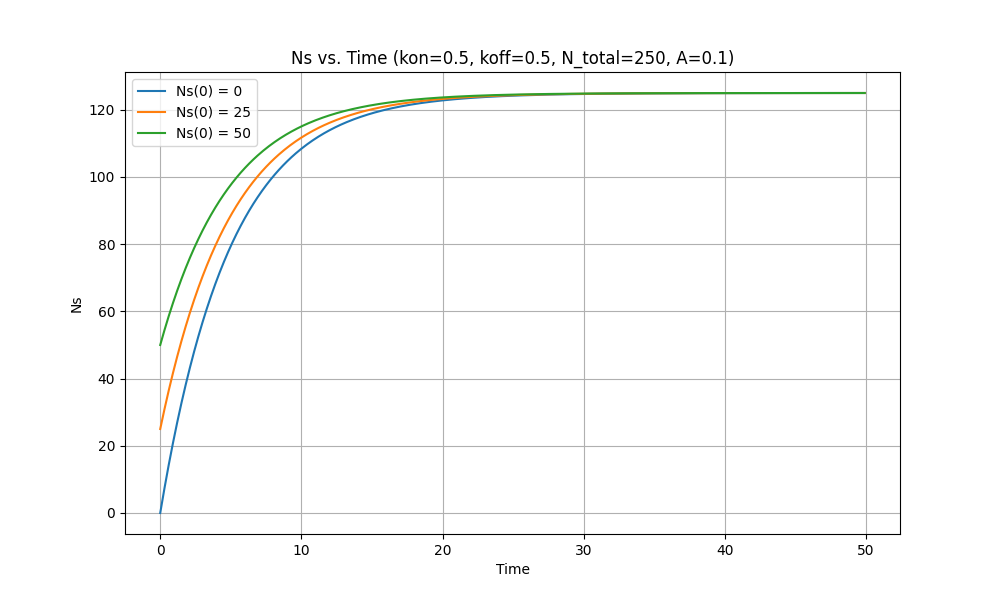 Ns vs. Time (kon=0.5, koff=0.5, N_total=250, A=0.1)
Ns(0) = 0
Ns(0) = 25
Ns(0) = 50
120
100
80
60
40
20
0
Ns
0 10 20 30 40 50
Time